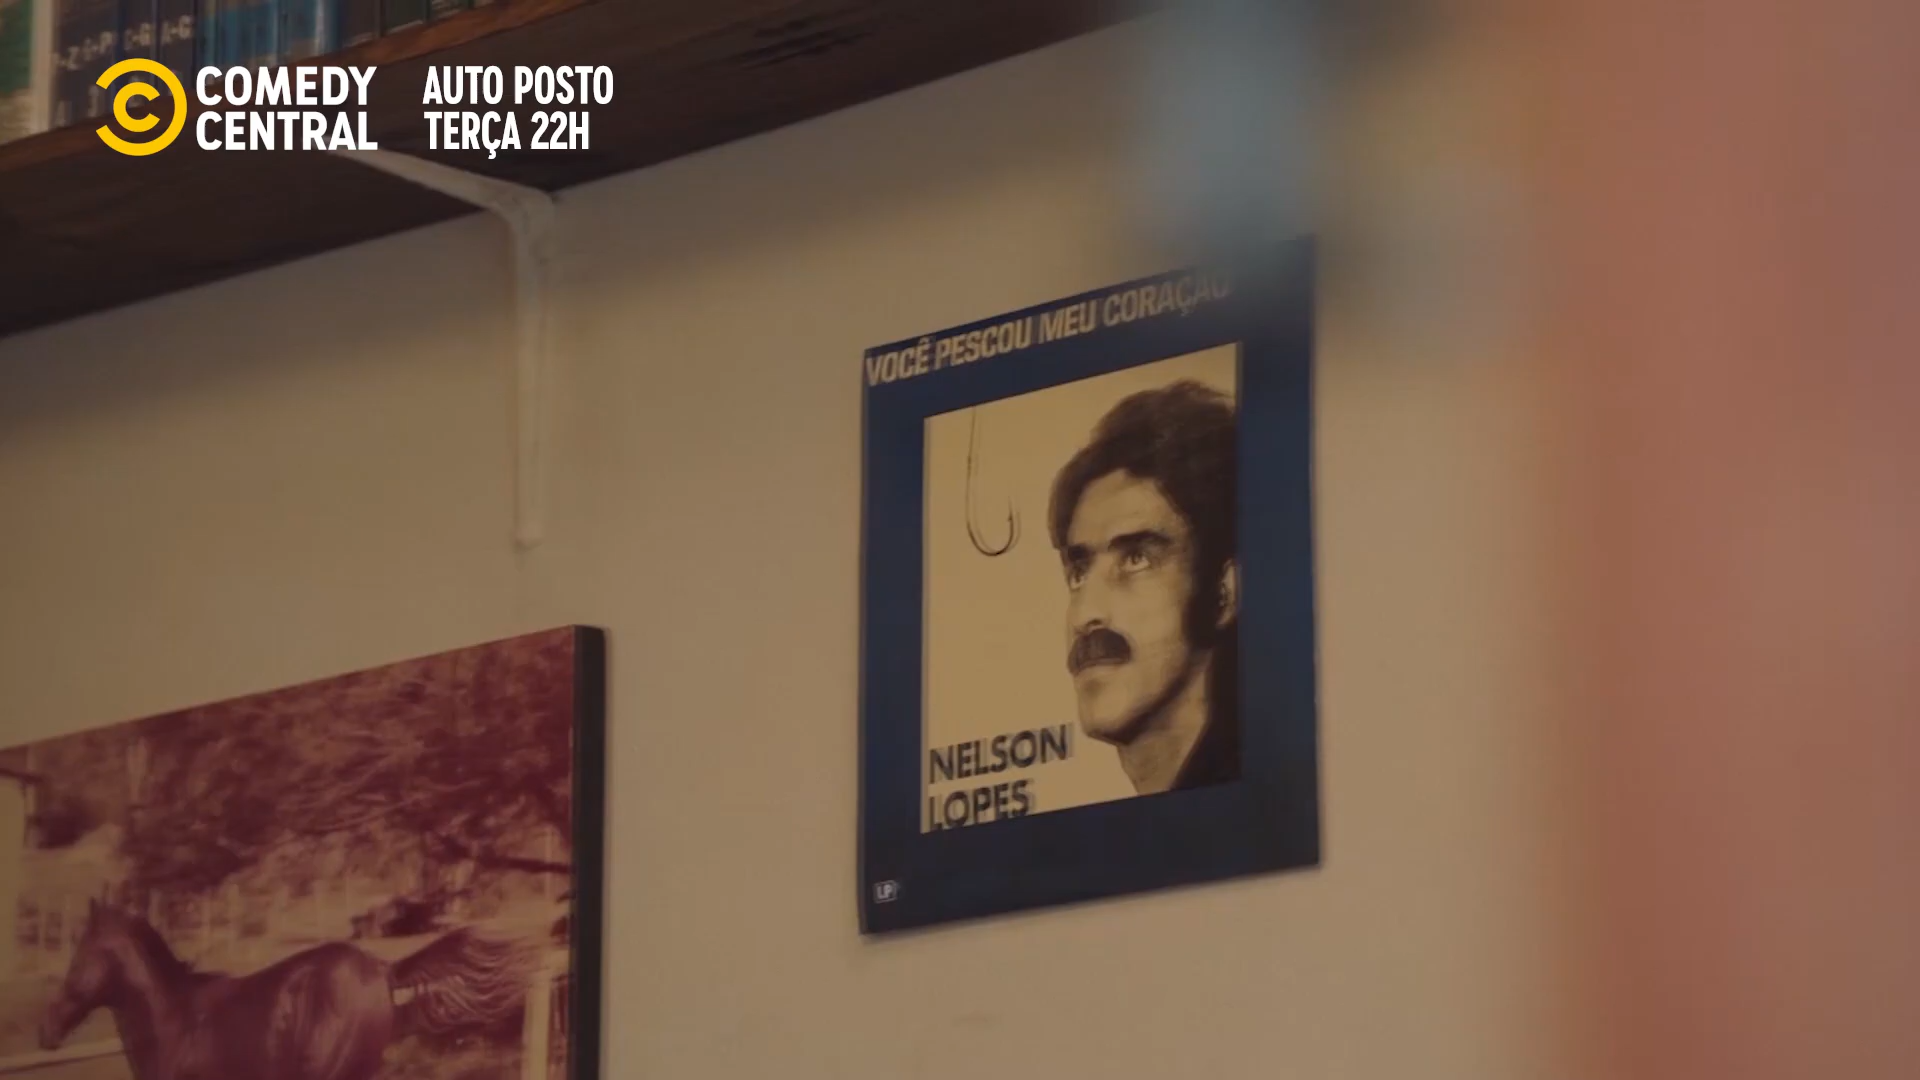 COMEDY
CENTRAL
AUTO POSTO
TERÇA 22H
VOCÊ PESCOU MEU CORAÇÃO
NELSON
LOPES
LP